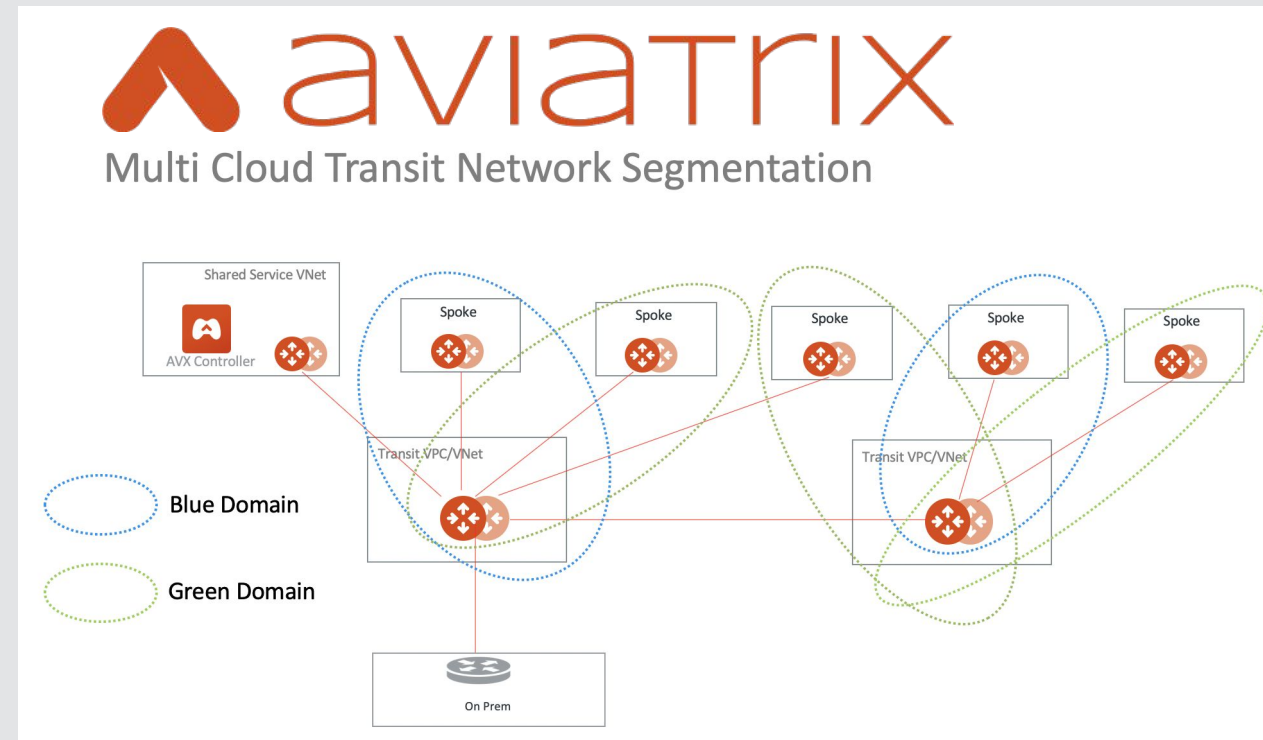 aviatrix
Multi Cloud Transit Network Segmentation
Shared Service VNet
AVX Controller
Spoke
Spoke
Spoke
Spoke
Spoke
Transit VPC/VNet
Transit VPC/VNet
Blue Domain
Green Domain
On Prem